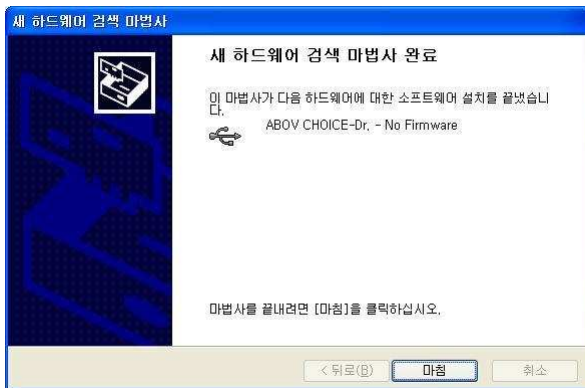 새 하드웨어 검색 마법사
새 하드웨어 검색 마법사 완료
이 마법사가 다음 하드웨어에 대한 소프트웨어 설치를 끝냈습니
다.
ABOV CHOICE-Dr. - No Firmware
마법사를 끝내려면 [마침]을 클릭하십시오.
< 뒤로(B) 마침 취소